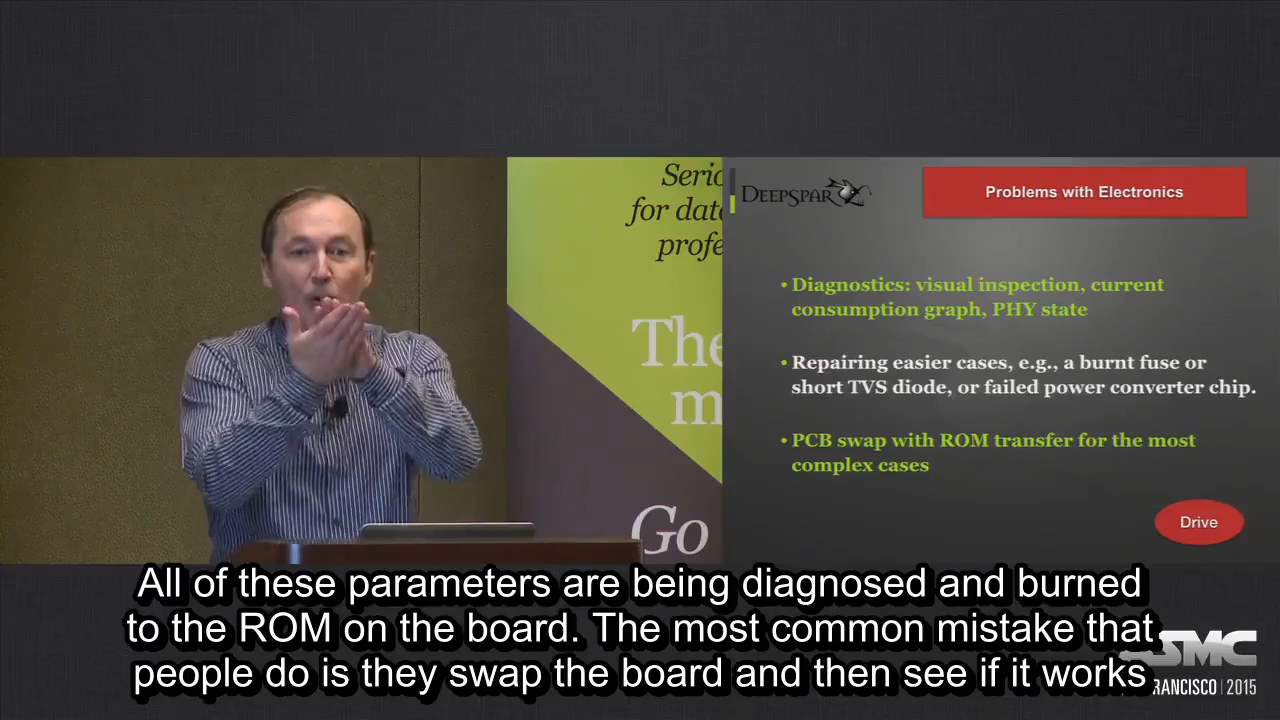 Serio
for data
profe
The
m
Go
DEEPSPAR
Problems with Electronics
• Diagnostics: visual inspection, current
consumption graph, PHY state
• Repairing easier cases, e.g., a burnt fuse or
short TVS diode, or failed power converter chip.
• PCB swap with ROM transfer for the most
complex cases
Drive
All of these parameters are being diagnosed and burned
to the ROM on the board. The most common mistake that
people do is they swap the board and then see if it works
SMC
FRANCISCO | 2015